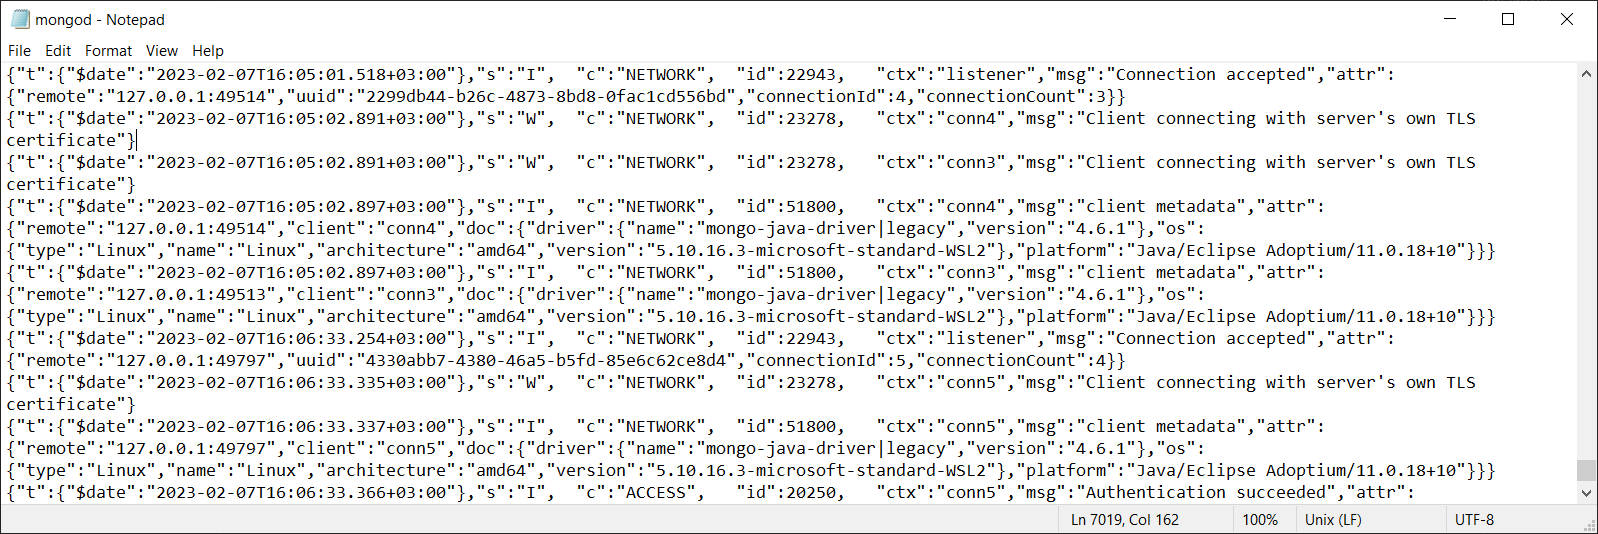 mongod - Notepad
File Edit Format View Help
{"t":{"$date":"2023-02-07T16:05:01.518+03:00"},"s":"I",  "c":"NETWORK",  "id":22943,   "ctx":"listener","msg":"Connection accepted","attr":
{"remote":"127.0.0.1:49514","uuid":"2299db44-b26c-4873-8bd8-0fac1cd556bd","connectionId":4,"connectionCount":3}}
{"t":{"$date":"2023-02-07T16:05:02.891+03:00"},"s":"W",  "c":"NETWORK",  "id":23278,   "ctx":"conn4","msg":"Client connecting with server's own TLS
certificate"}
{"t":{"$date":"2023-02-07T16:05:02.891+03:00"},"s":"W",  "c":"NETWORK",  "id":23278,   "ctx":"conn3","msg":"Client connecting with server's own TLS
certificate"}
{"t":{"$date":"2023-02-07T16:05:02.897+03:00"},"s":"I",  "c":"NETWORK",  "id":51800,   "ctx":"conn4","msg":"client metadata","attr":
{"remote":"127.0.0.1:49514","client":"conn4","doc":{"driver":{"name":"mongo-java-driver|legacy","version":"4.6.1"},"os":
{"type":"Linux","name":"Linux","architecture":"amd64","version":"5.10.16.3-microsoft-standard-WSL2"},"platform":"Java/Eclipse Adoptium/11.0.18+10"}}}
{"t":{"$date":"2023-02-07T16:05:02.897+03:00"},"s":"I",  "c":"NETWORK",  "id":51800,   "ctx":"conn3","msg":"client metadata","attr":
{"remote":"127.0.0.1:49513","client":"conn3","doc":{"driver":{"name":"mongo-java-driver|legacy","version":"4.6.1"},"os":
{"type":"Linux","name":"Linux","architecture":"amd64","version":"5.10.16.3-microsoft-standard-WSL2"},"platform":"Java/Eclipse Adoptium/11.0.18+10"}}}
{"t":{"$date":"2023-02-07T16:06:33.254+03:00"},"s":"I",  "c":"NETWORK",  "id":22943,   "ctx":"listener","msg":"Connection accepted","attr":
{"remote":"127.0.0.1:49797","uuid":"4330abb7-4380-46a5-b5fd-85e6c62ce8d4","connectionId":5,"connectionCount":4}}
{"t":{"$date":"2023-02-07T16:06:33.335+03:00"},"s":"W",  "c":"NETWORK",  "id":23278,   "ctx":"conn5","msg":"Client connecting with server's own TLS
certificate"}
{"t":{"$date":"2023-02-07T16:06:33.337+03:00"},"s":"I",  "c":"NETWORK",  "id":51800,   "ctx":"conn5","msg":"client metadata","attr":
{"remote":"127.0.0.1:49797","client":"conn5","doc":{"driver":{"name":"mongo-java-driver|legacy","version":"4.6.1"},"os":
{"type":"Linux","name":"Linux","architecture":"amd64","version":"5.10.16.3-microsoft-standard-WSL2"},"platform":"Java/Eclipse Adoptium/11.0.18+10"}}}
{"t":{"$date":"2023-02-07T16:06:33.366+03:00"},"s":"I",  "c":"ACCESS",   "id":20250,   "ctx":"conn5","msg":"Authentication succeeded","attr":
Ln 7019, Col 162 100% Unix (LF) UTF-8